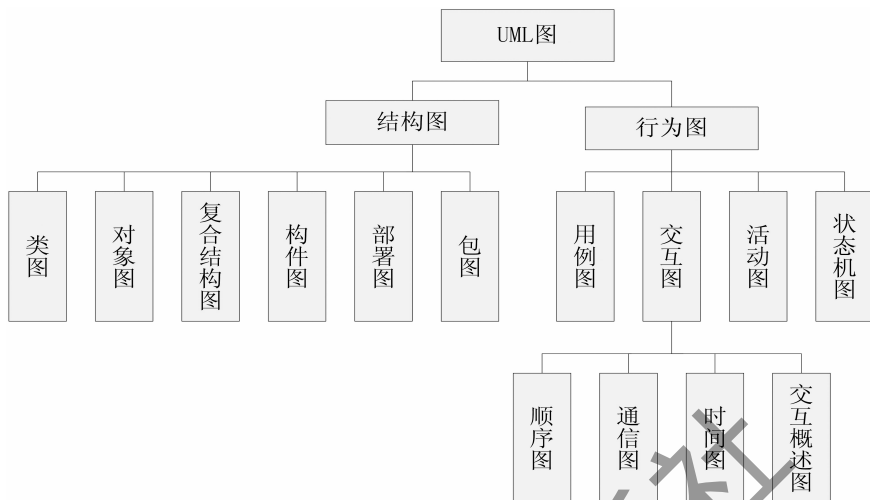 UML图
结构图
行为图
类图
对象图
复合结构图
构件图
部署图
包图
用例图
交互图
活动图
状态机图
顺序图
通信图
时间图
交互概述图
社